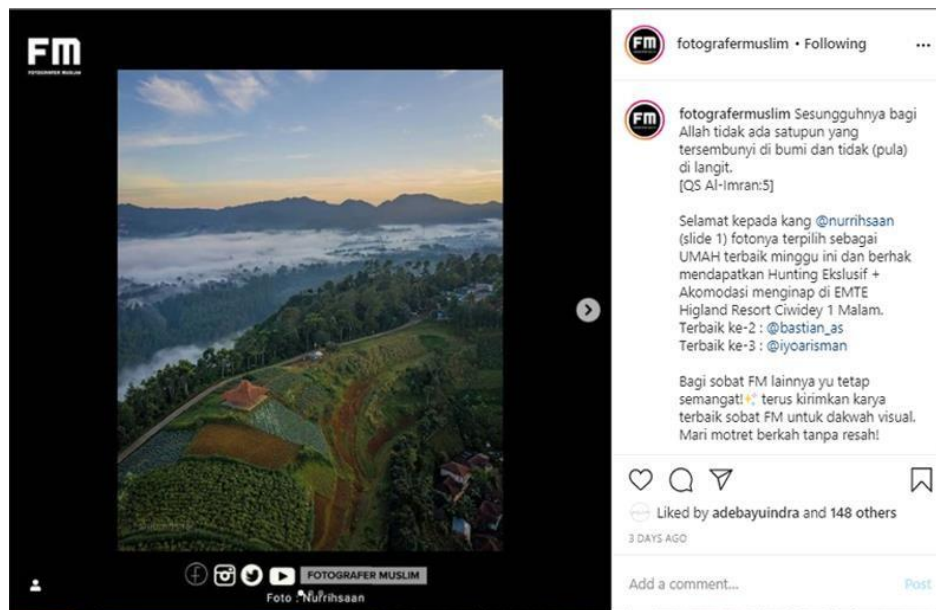 FM
FOTOGRAFER MUSLIM
FOTOGRAFER MUSLIM
Foto : Nurrihsaan
fotografermuslim • Following
fotografermuslim Sesungguhnya bagi
Allah tidak ada satupun yang
tersembunyi di bumi dan tidak (pula)
di langit.
[QS Al-Imran:5]
Selamat kepada kang @nurrihsaan
(slide 1) fotonya terpilih sebagai
UMAH terbaik minggu ini dan berhak
mendapatkan Hunting Ekslusif +
Akomodasi menginap di EMTE
Higland Resort Ciwidey 1 Malam.
Terbaik ke-2 : @bastian_as
Terbaik ke-3 : @iyoarisman
Bagi sobat FM lainnya yu tetap
semangat!✨ terus kirimkan karya
terbaik sobat FM untuk dakwah visual.
Mari motret berkah tanpa resah!
Liked by adebayuindra and 148 others
3 DAYS AGO
Add a comment...
Post